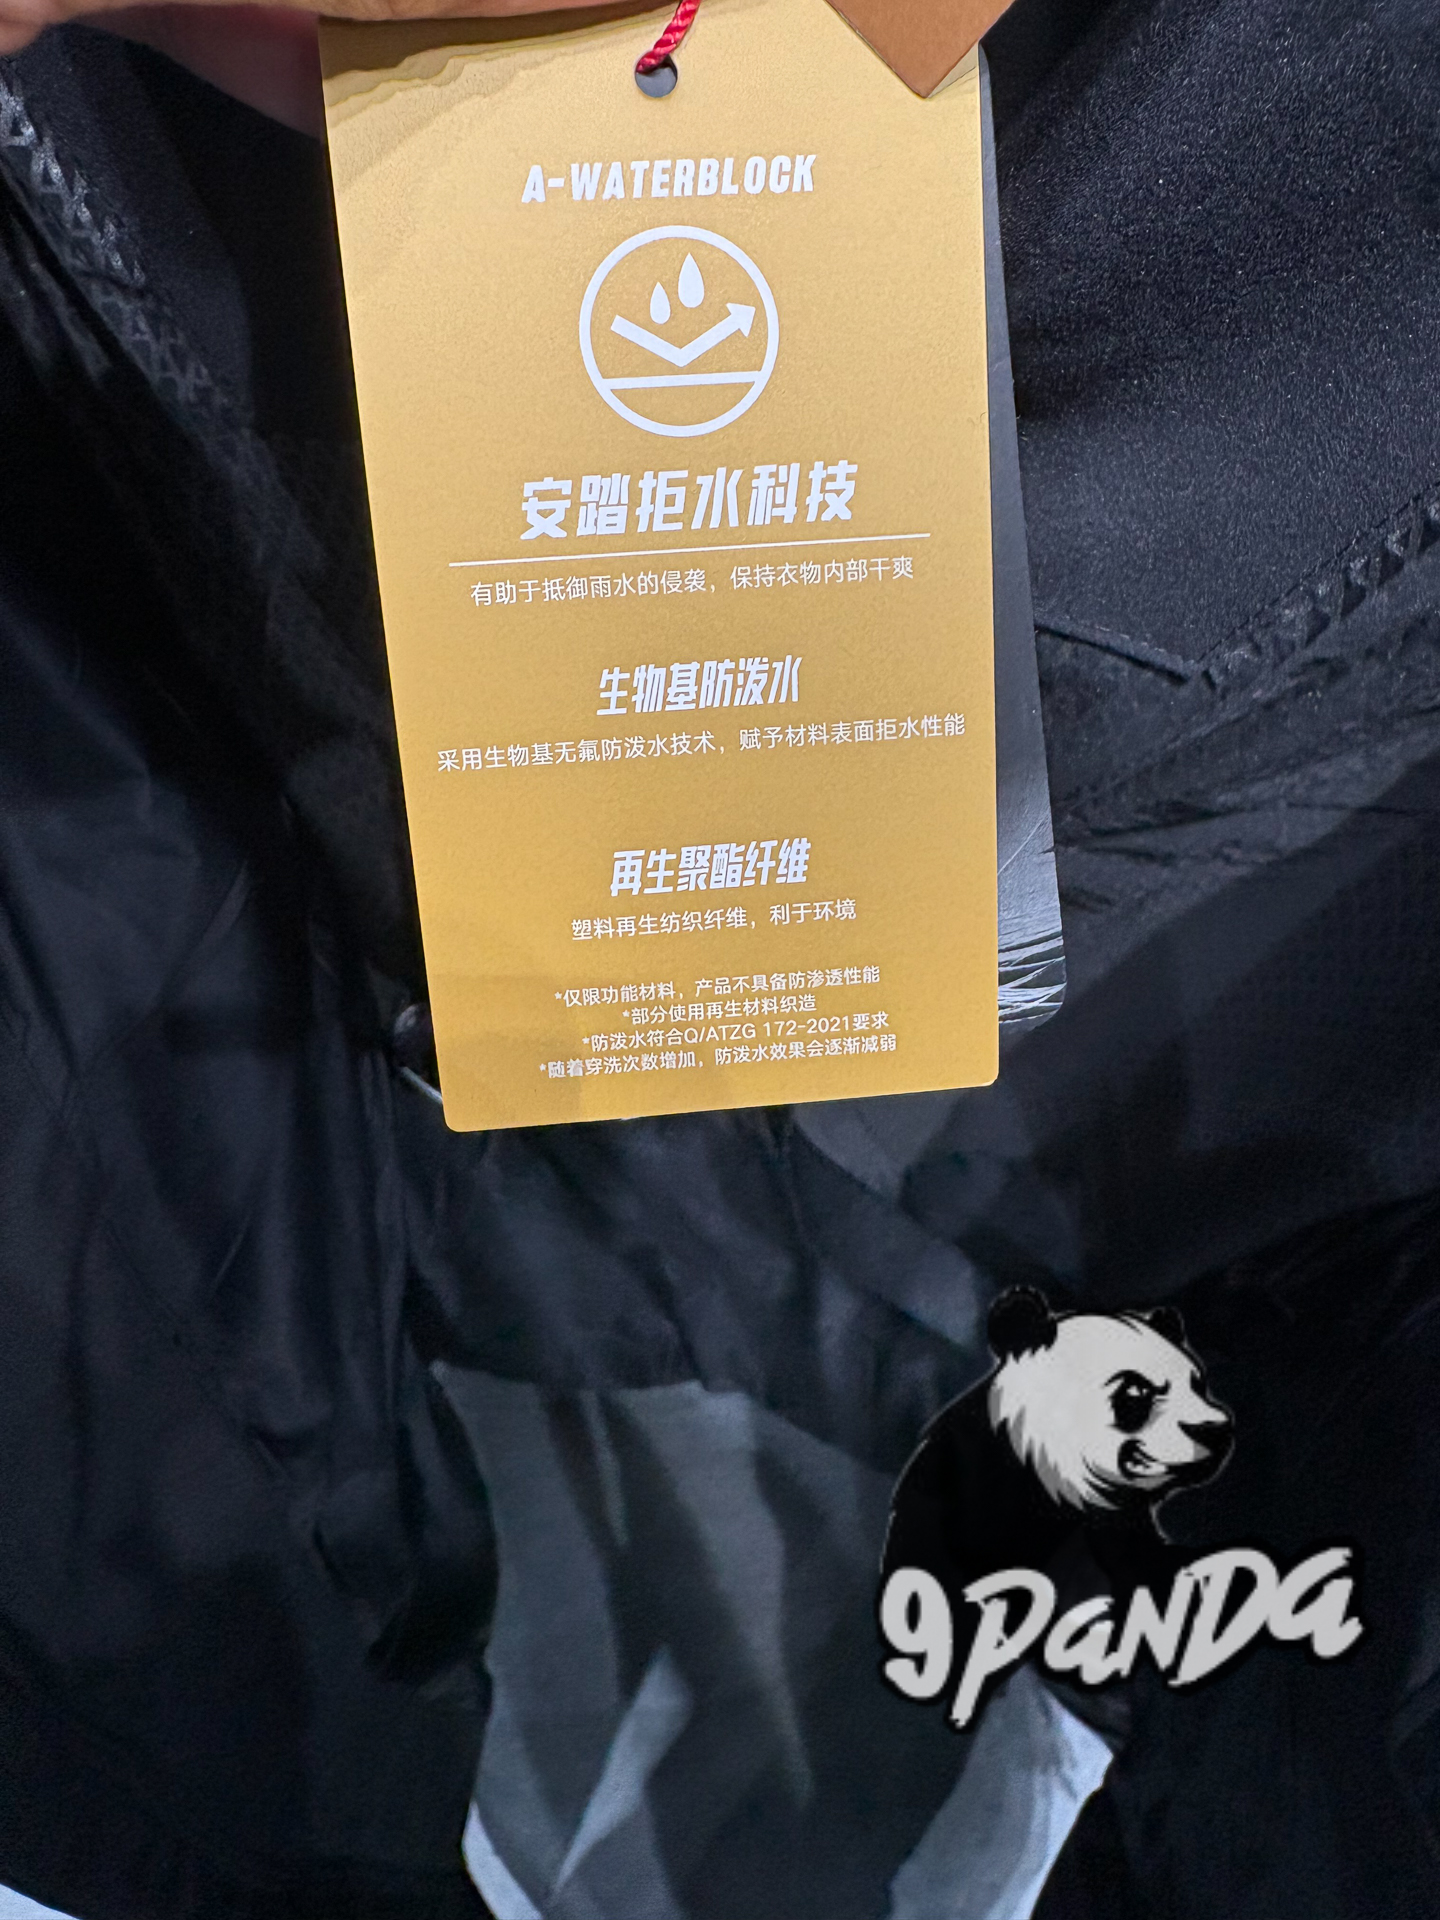 A-WATERBLOCK
安踏拒水科技
有助于抵御雨水的侵袭，保持衣物内部干爽
生物基防泼水
采用生物基无氟防泼水技术，赋予材料表面拒水性能
再生聚酯纤维
塑料再生纺织纤维，利于环境
*仅限功能材料，产品不具备防渗透性能
*部分使用再生材料织造
*防泼水符合Q/ATZG 172-2021要求
*随着穿洗次数增加，防泼水效果会逐渐减弱
9PaNDa